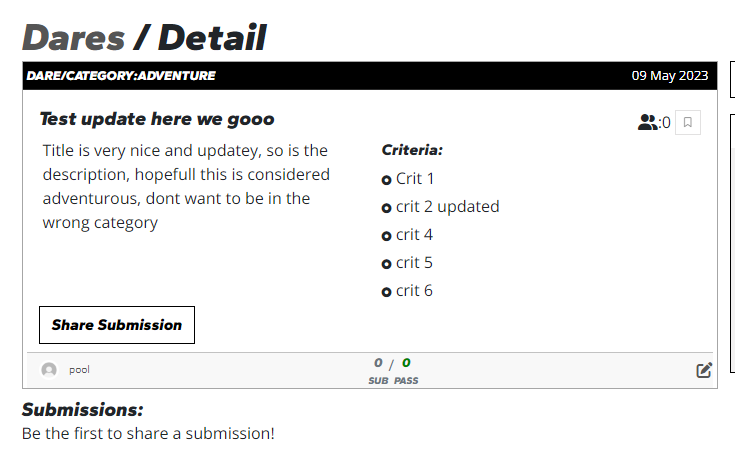 Dares / Detail
DARE/CATEGORY:ADVENTURE
09 May 2023
Test update here we gooo
:0
Title is very nice and updatey, so is the
description, hopefull this is considered
adventurous, dont want to be in the
wrong category
Criteria:
Crit 1
crit 2 updated
crit 4
crit 5
crit 6
Share Submission
pool
0 / 0
SUB PASS
Submissions:
Be the first to share a submission!